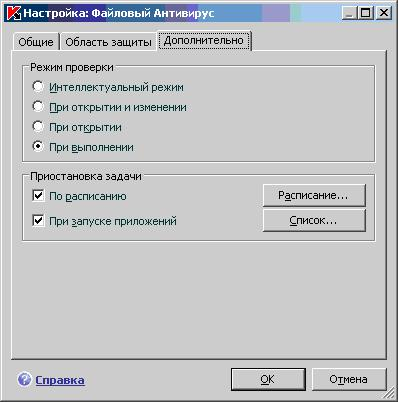 Настройка: Файловый Антивирус
Общие Область защиты Дополнительно
Режим проверки
Интеллектуальный режим
При открытии и изменении
При открытии
При выполнении
Приостановка задачи
По расписанию Расписание...
При запуске приложений Список...
Справка OK Отмена